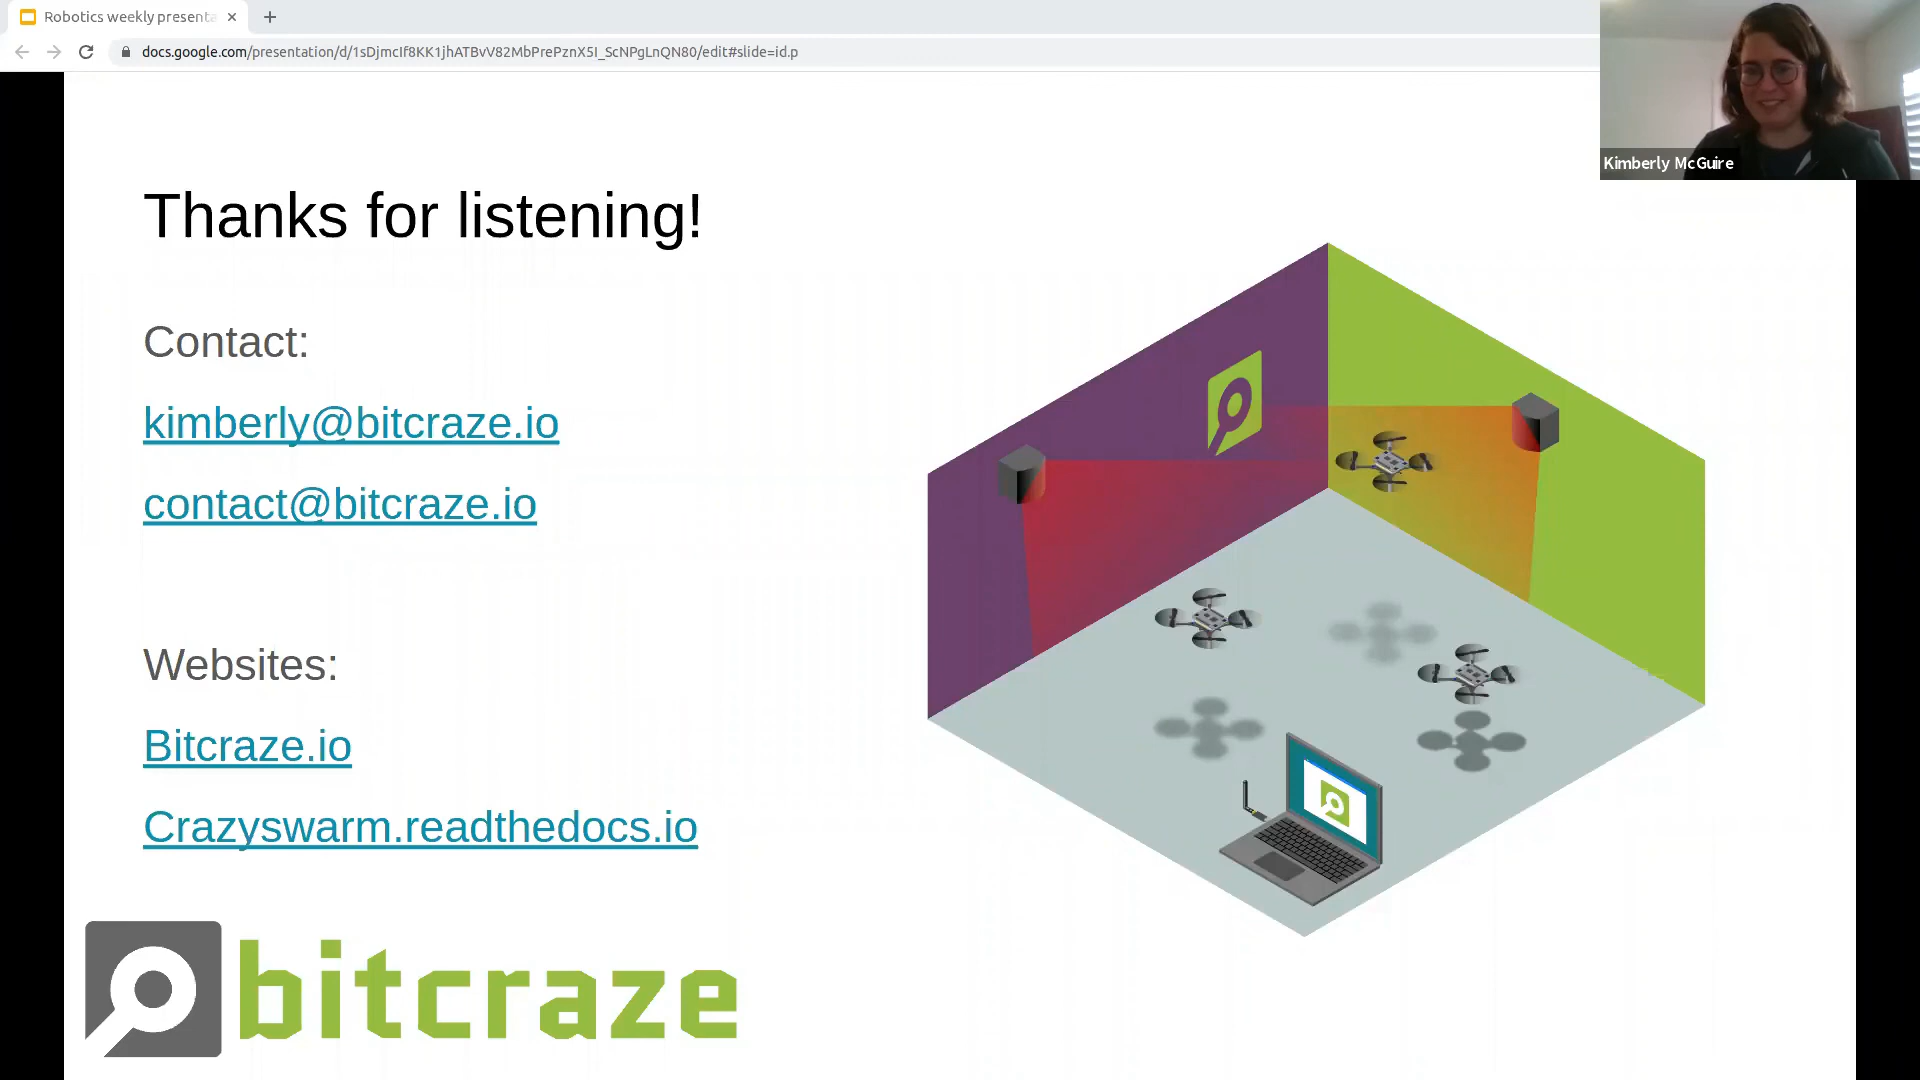 Robotics weekly presenta
docs.google.com/presentation/d/1sDjmcIf8KK1jhATBvV82MbPrePznX5I_ScNPgLnQN80/edit#slide=id.p
Kimberly McGuire
Thanks for listening!
Contact:
kimberly@bitcraze.io
contact@bitcraze.io
Websites:
Bitcraze.io
Crazyswarm.readthedocs.io
bitcraze